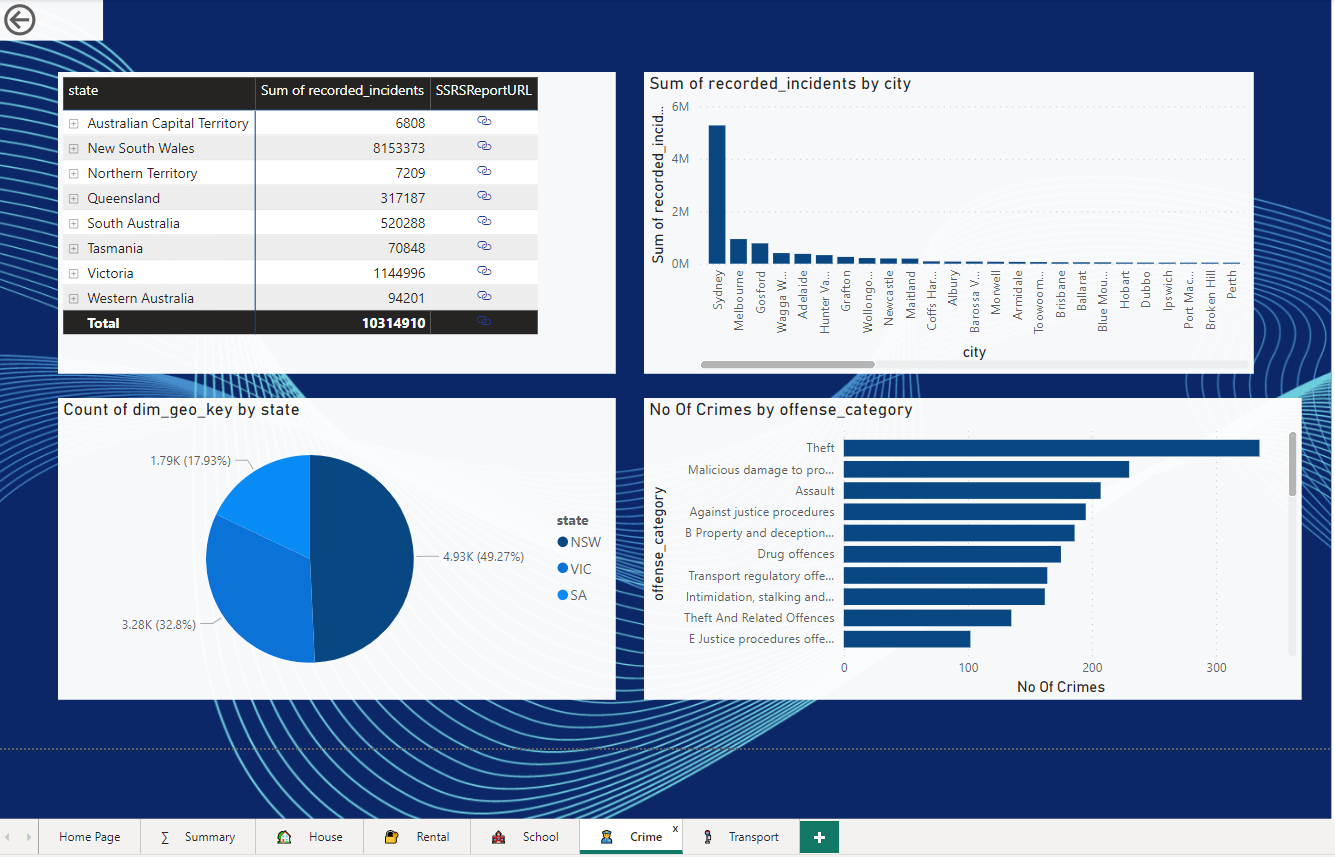 state Sum of recorded_incidents SSRSReportURL
Australian Capital Territory 6808
New South Wales 8153373
Northern Territory 7209
Queensland 317187
South Australia 520288
Tasmania 70848
Victoria 1144996
Western Australia 94201
Total 10314910
Sum of recorded_incidents by city
Sum of recorded_incid...
6M
4M
2M
0M
Sydney
Melbourne
Gosford
Wagga W...
Adelaide
Hunter Va...
Grafton
Wollongo...
Newcastle
Maitland
Coffs Har...
Albury
Barossa V...
Morwell
Armidale
Toowoom...
Brisbane
Ballarat
Blue Mou...
Hobart
Dubbo
Ipswich
Port Mac...
Broken Hill
Perth
city
Count of dim_geo_key by state
1.79K (17.93%)
4.93K (49.27%)
3.28K (32.8%)
state
NSW
VIC
SA
No Of Crimes by offense_category
offense_category
Theft
Malicious damage to pro...
Assault
Against justice procedures
B Property and deception...
Drug offences
Transport regulatory offe...
Intimidation, stalking and...
Theft And Related Offences
E Justice procedures offe...
0 100 200 300
No Of Crimes
Home Page Σ Summary House Rental School Crime x Transport +